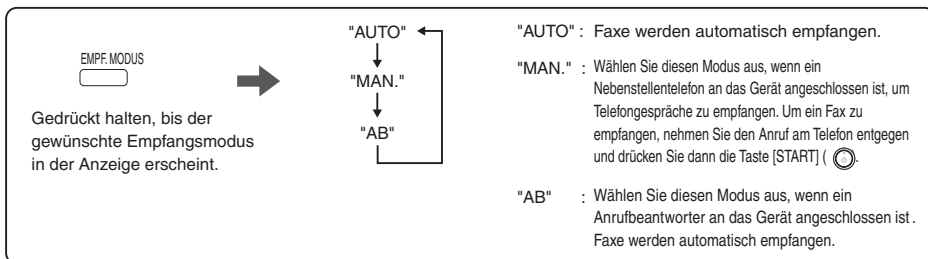 EMPF. MODUS
Gedrückt halten, bis der
gewünschte Empfangsmodus
in der Anzeige erscheint.
"AUTO"
"MAN."
"AB"
"AUTO" : Faxe werden automatisch empfangen.
"MAN." : Wählen Sie diesen Modus aus, wenn ein
Nebenstellentelefon an das Gerät angeschlossen ist, um
Telefongespräche zu empfangen. Um ein Fax zu
empfangen, nehmen Sie den Anruf am Telefon entgegen
und drücken Sie dann die Taste [START] ( ).
"AB" : Wählen Sie diesen Modus aus, wenn ein
Anrufbeantworter an das Gerät angeschlossen ist .
Faxe werden automatisch empfangen.